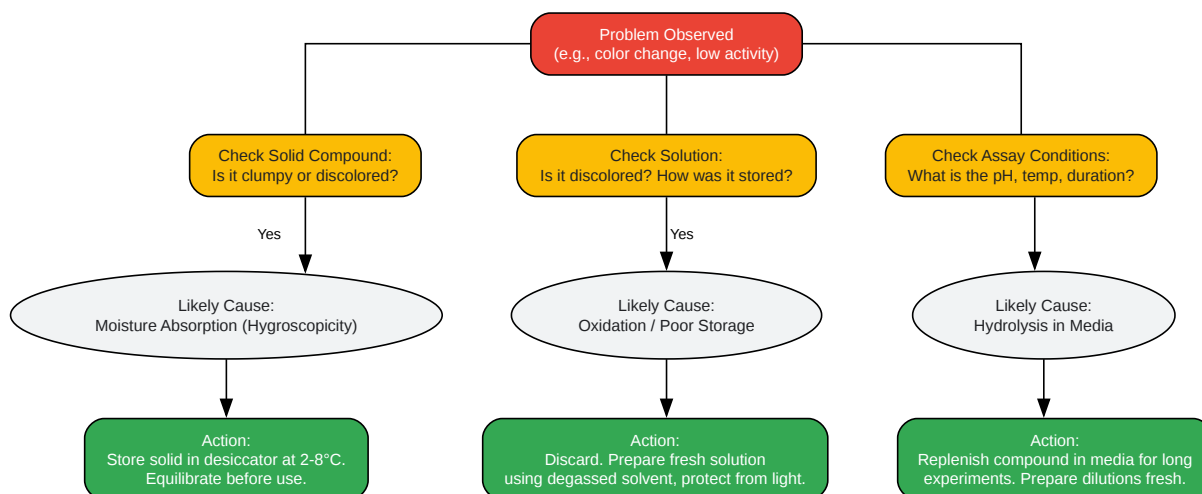 Problem Observed
(e.g., color change, low activity)
Check Solid Compound:
Is it clumpy or discolored?
Check Solution:
Is it discolored? How was it stored?
Check Assay Conditions:
What is the pH, temp, duration?
Yes
Yes
Likely Cause:
Moisture Absorption (Hygroscopicity)
Likely Cause:
Oxidation / Poor Storage
Likely Cause:
Hydrolysis in Media
Action:
Store solid in desiccator at 2-8°C.
Equilibrate before use.
Action:
Discard. Prepare fresh solution
using degassed solvent, protect from light.
Action:
Replenish compound in media for long
experiments. Prepare dilutions fresh.